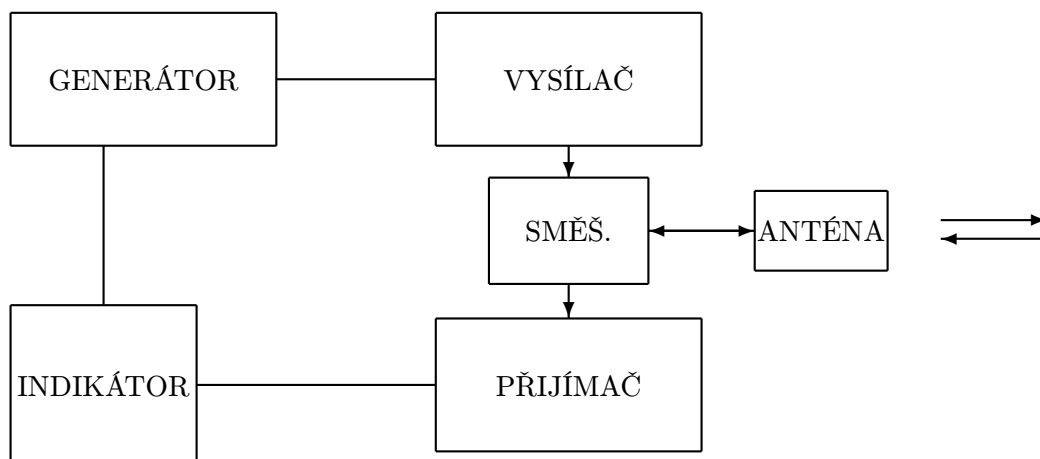 GENERÁTOR
VYSÍLAČ
SMĚŠ.
ANTÉNA
INDIKÁTOR
PŘIJÍMAČ